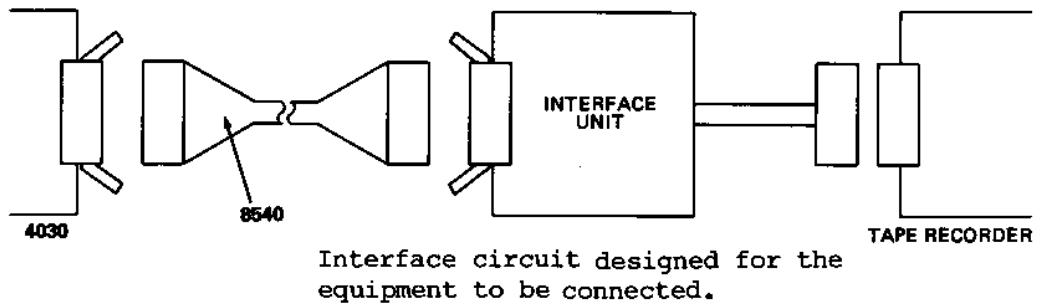 INTERFACE
UNIT
8540
4030
TAPE RECORDER
Interface circuit designed for the
equipment to be connected.